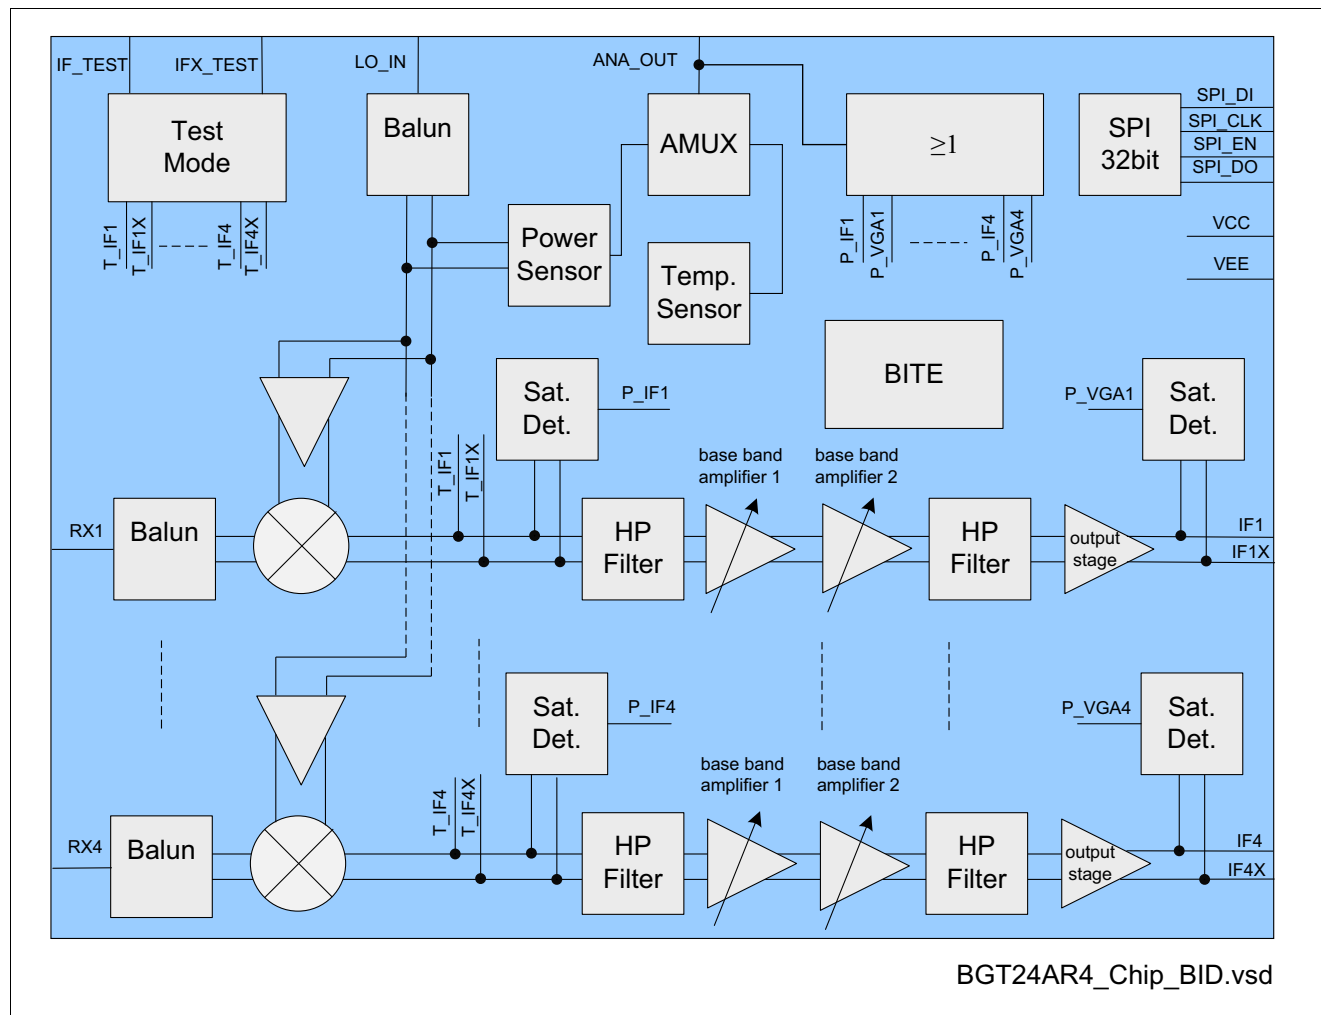 IF_TEST
IFX_TEST
LO_IN
ANA_OUT
Test
Mode
Balun
AMUX
≥1
SPI
32bit
SPI_DI
SPI_CLK
SPI_EN
SPI_DO
T_IF1
T_IF1X
T_IF4
T_IF4X
Power
Sensor
Temp.
Sensor
P_IF1
P_VGA1
P_IF4
P_VGA4
VCC
VEE
BITE
Sat.
Det.
P_IF1
P_VGA1
Sat.
Det.
T_IF1
T_IF1X
base band
amplifier 1
base band
amplifier 2
RX1
Balun
HP
Filter
HP
Filter
output
stage
IF1
IF1X
Sat.
Det.
P_IF4
P_VGA4
Sat.
Det.
T_IF4
T_IF4X
base band
amplifier 1
base band
amplifier 2
RX4
Balun
HP
Filter
HP
Filter
output
stage
IF4
IF4X
BGT24AR4_Chip_BID.vsd